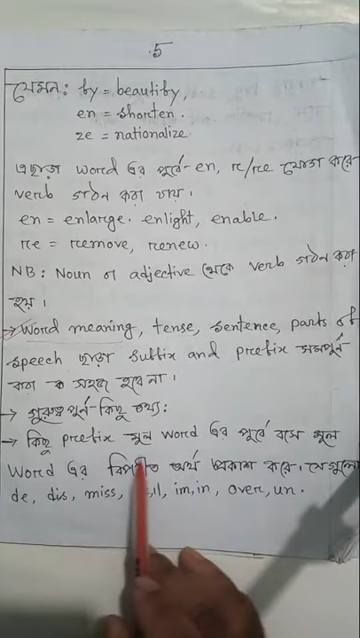 5
যেমন: fy = beautify,
en = shorten.
ze = nationalize.
এছাড়া word এর পূর্বে- en, re/re যোগ করে
verb গঠন করা যায়।
en = enlarge. enlight, enable.
re = remove, renew.
NB: Noun বা adjective থেকে verb গঠন করা
হয়।
→ Word meaning, tense, sentence, parts of
speech ছাড়া suffix and prefix সম্পূর্ন
করা সহজ হবে না।
→ গুরুত্বপূর্ন কিছু তথ্য:
→ কিছু prefix মূল word এর পূর্বে বসে মূল
word এর বিপরীত অর্থ প্রকাশ করে। সেগুলো
de, dis, miss, il, im, in, over, un.